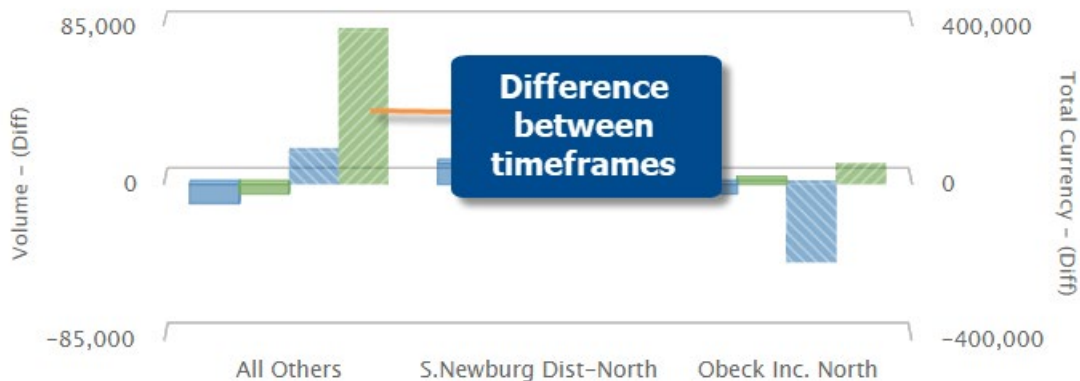 85,000
400,000
Difference
between
timeframes
Volume - (Diff)
Total Currency - (Diff)
0
0
-85,000
-400,000
All Others
S.Newburg Dist-North
Obeck Inc. North